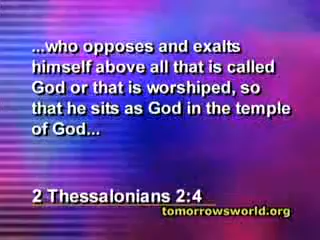 ...who opposes and exalts
himself above all that is called
God or that is worshiped, so
that he sits as God in the temple
of God...
2 Thessalonians 2:4
tomorrowsworld.org